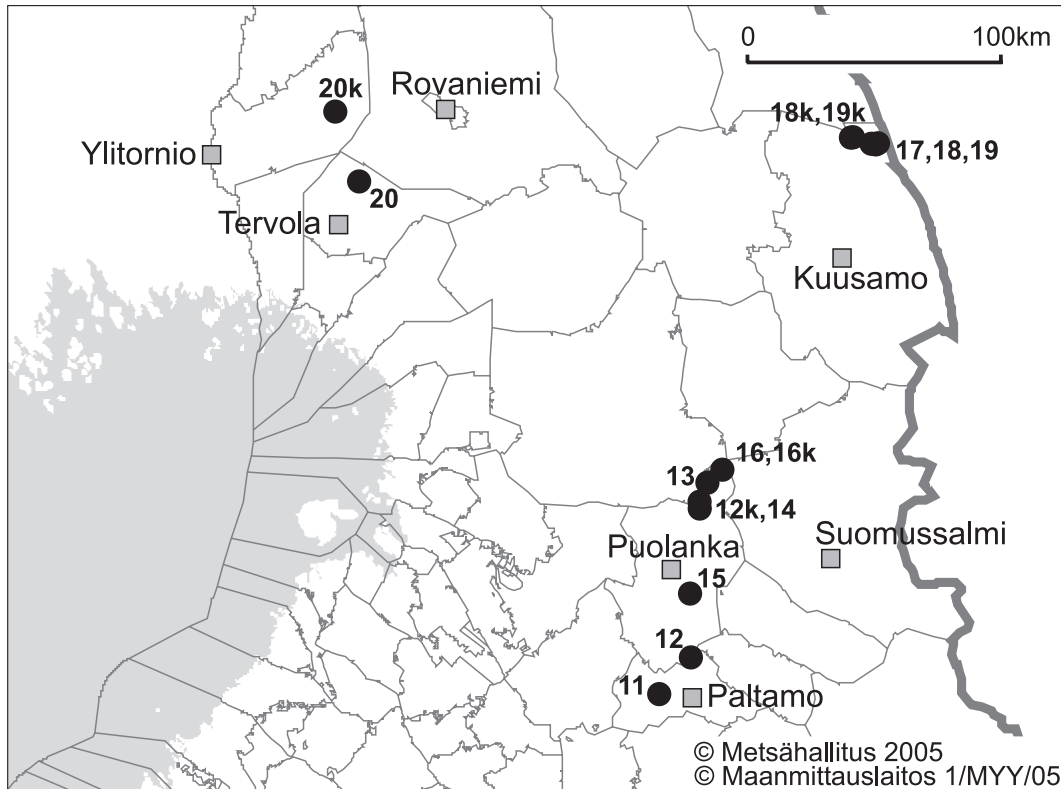 0 100km
20k
Rovaniemi
18k,19k
Ylitornio
17,18,19
20
Tervola
Kuusamo
16,16k
13
12k,14
Suomussalmi
Puolanka
15
12
11
Paltamo
© Metsähallitus 2005
© Maanmittauslaitos 1/MYY/05